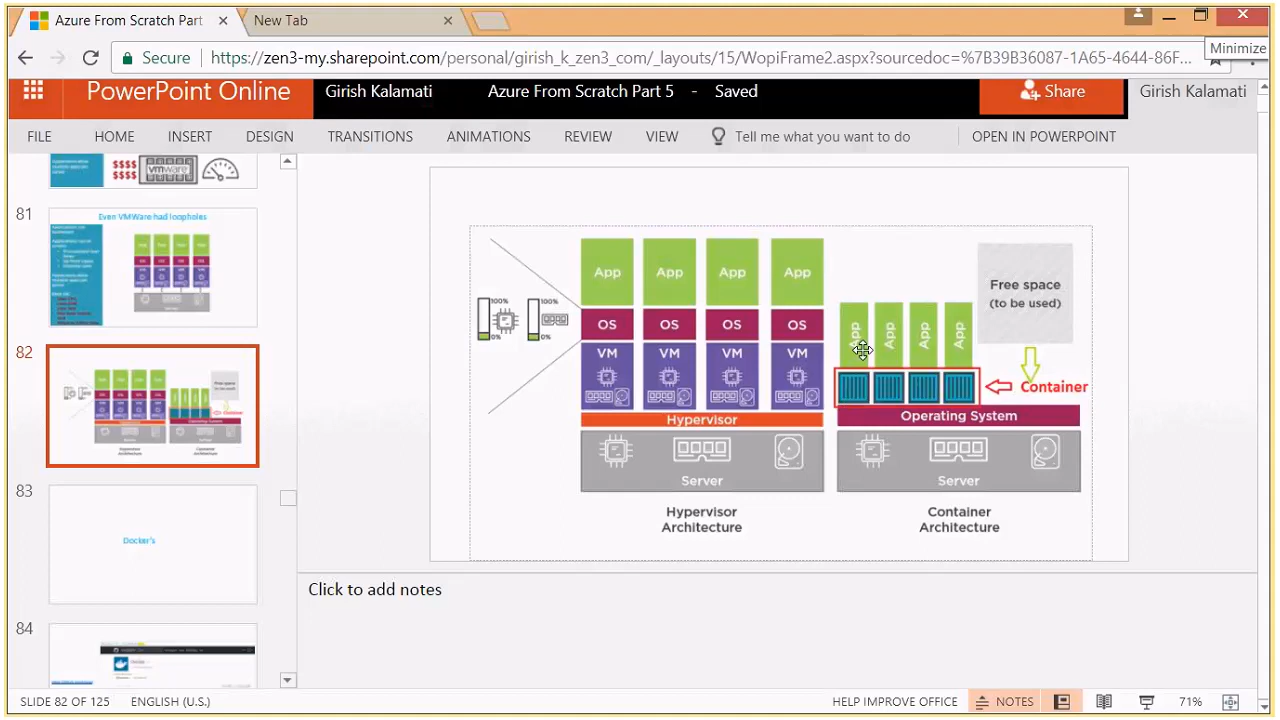 Azure From Scratch Part
New Tab
Minimize
Secure
https://zen3-my.sharepoint.com/personal/girish_k_zen3_com/_layouts/15/WopiFrame2.aspx?sourcedoc=%7B39B36087-1A65-4644-86F...
PowerPoint Online
Girish Kalamati
Azure From Scratch Part 5 - Saved
Share
Girish Kalamati
FILE
HOME
INSERT
DESIGN
TRANSITIONS
ANIMATIONS
REVIEW
VIEW
Tell me what you want to do
OPEN IN POWERPOINT
$$$$
$$$$
vmware
81
Even VMWare had loopholes
82
83
Docker's
84
100%
0%
100%
0%
App App App App
OS OS OS OS
VM VM VM VM
Hypervisor
Server
Hypervisor
Architecture
Free space
(to be used)
App App App App
Container
Operating System
Server
Container
Architecture
Click to add notes
SLIDE 82 OF 125
ENGLISH (U.S.)
HELP IMPROVE OFFICE
NOTES
71%